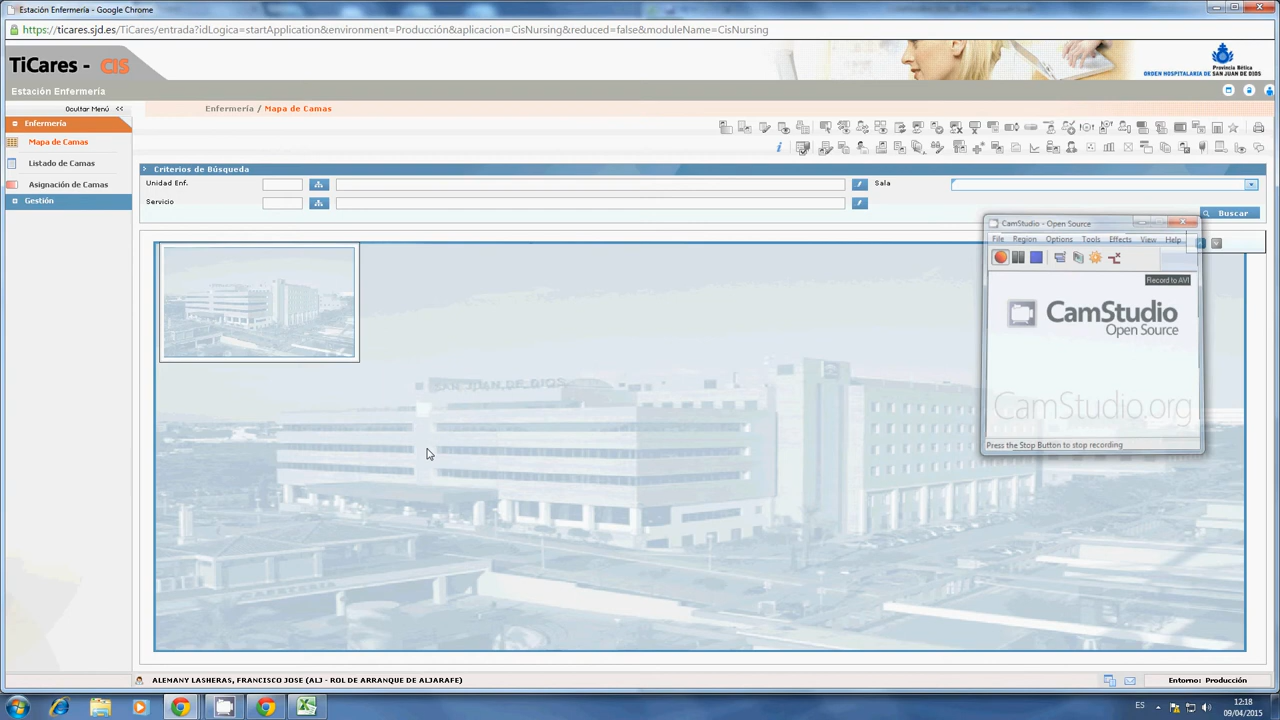 Estación Enfermería - Google Chrome
https://ticares.sjd.es/TiCares/entrada?idLogica=startApplication&environment=Producción&aplicacion=CisNursing&reduced=false&moduleName=CisNursing
TiCares - CIS
Provincia Bética
ORDEN HOSPITALARIA DE SAN JUAN DE DIOS
Estación Enfermería
Ocultar Menú <<
Enfermería / Mapa de Camas
Enfermería
Mapa de Camas
Listado de Camas
Asignación de Camas
Gestión
Criterios de Búsqueda
Unidad Enf.
Sala
Servicio
Buscar
CamStudio - Open Source
File Region Options Tools Effects View Help
Record to AVI
CamStudio
Open Source
CamStudio.org
Press the Stop Button to stop recording
SAN JUAN DE DIOS
ALEMANY LASHERAS, FRANCISCO JOSE (ALJ - ROL DE ARRANQUE DE ALJARAFE)
Entorno: Producción
ES
12:18
09/04/2015